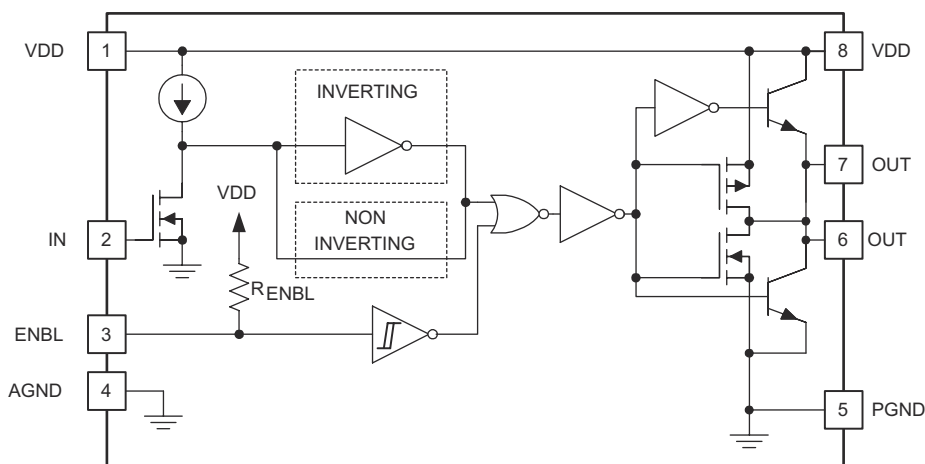 VDD 1 8 VDD
INVERTING
VDD
7 OUT
NON
INVERTING
IN 2 6 OUT
RENBL
ENBL 3
AGND 4
5 PGND